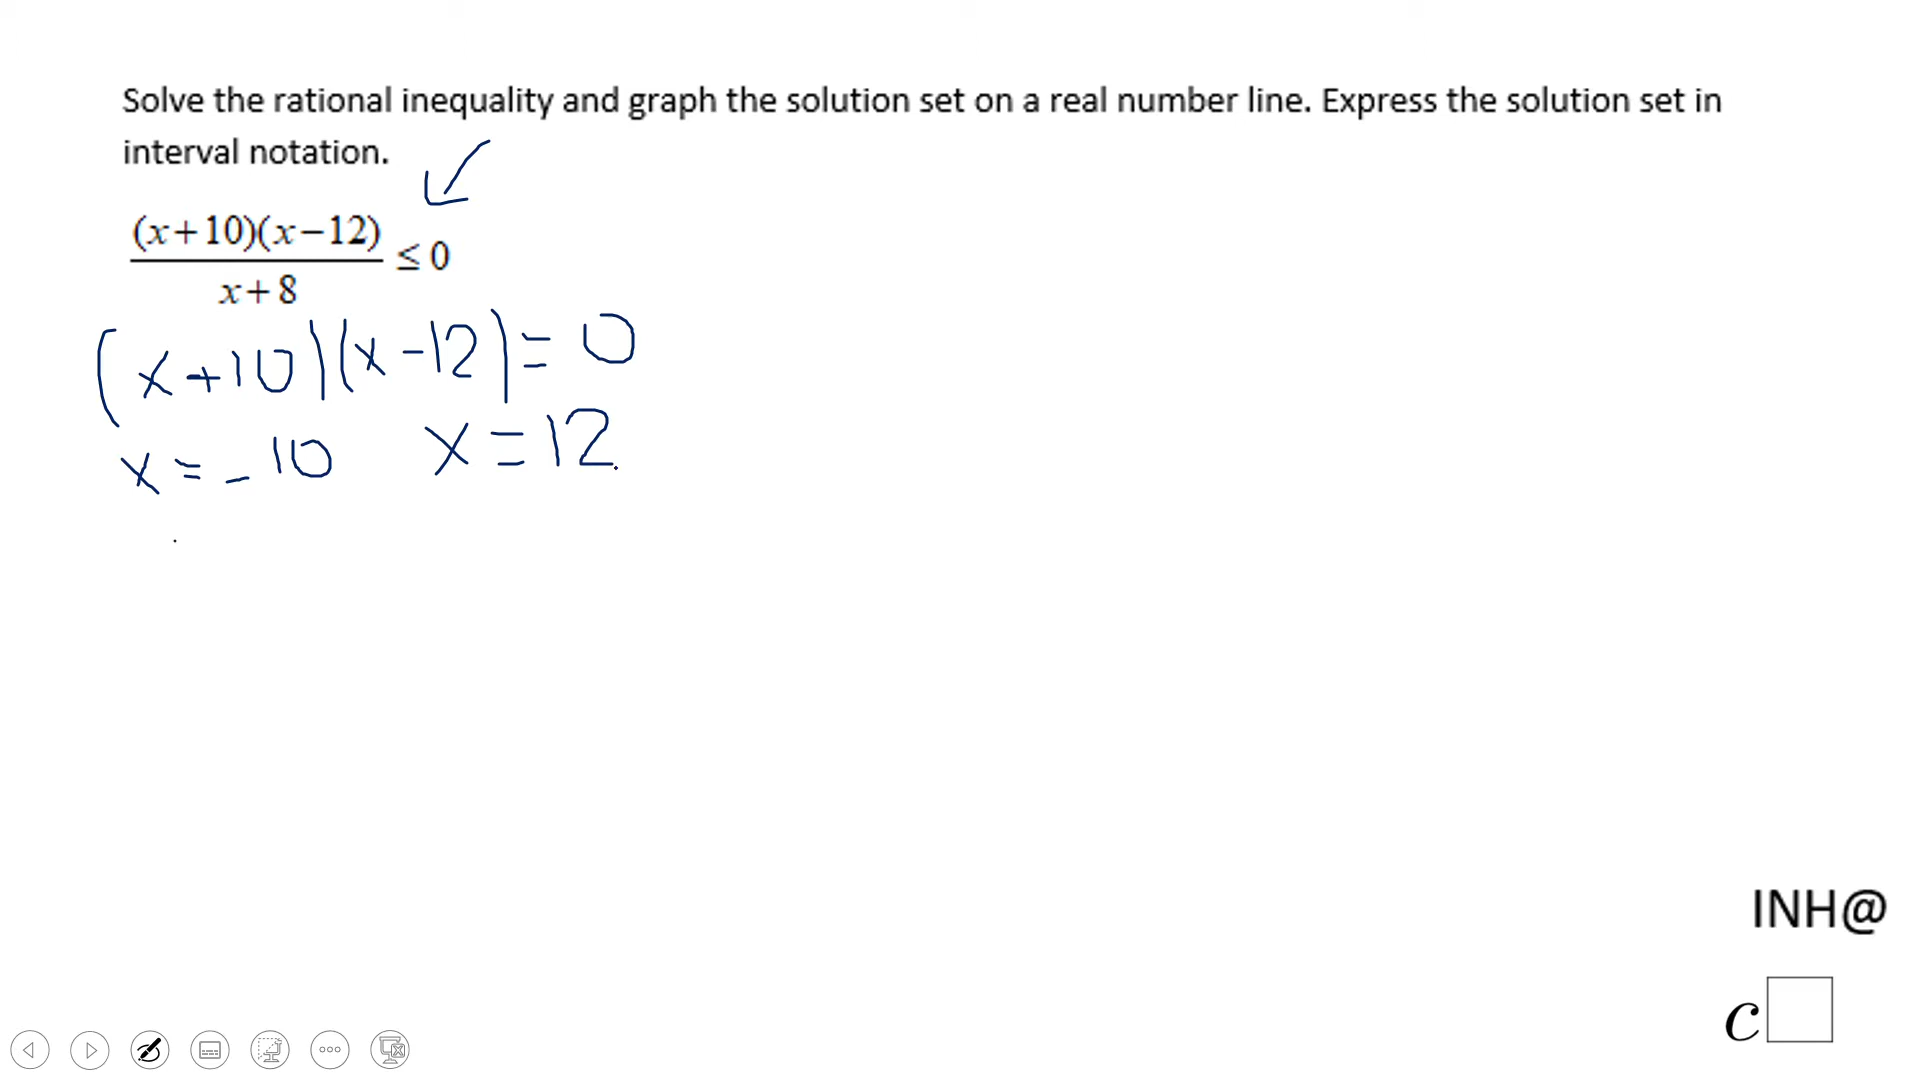 Solve the rational inequality and graph the solution set on a real number line. Express the solution set in
interval notation.
(x+10)(x−12)
≤0
x+8
(x+10)(x-12)=0
x=-10 x=12
INH@
c